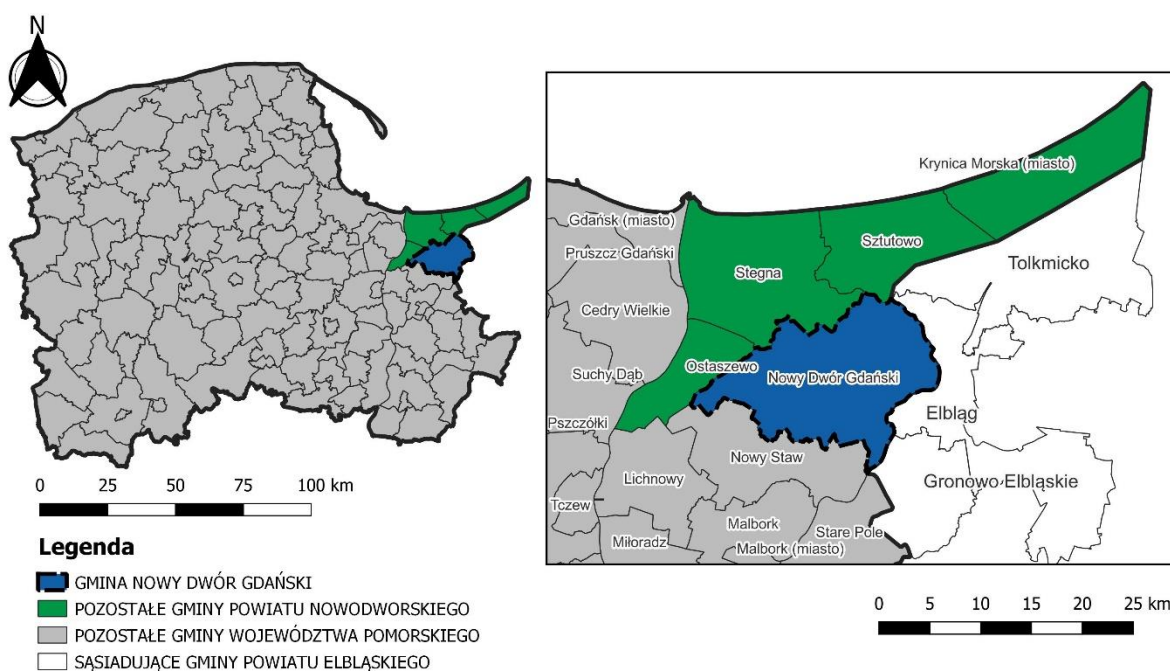 N
0 25 50 75 100 km
Legenda
GMINA NOWY DWÓR GDAŃSKI
POZOSTAŁE GMINY POWIATU NOWODWORSKIEGO
POZOSTAŁE GMINY WOJEWÓDZTWA POMORSKIEGO
SĄSIADUJĄCE GMINY POWIATU ELBLĄSKIEGO
Krynica Morska (miasto)
Gdańsk (miasto)
Pruszcz Gdański
Sztutowo
Stegna
Tolkmicko
Cedry Wielkie
Ostaszewo
Suchy Dąb
Nowy Dwór Gdański
Pszczółki
Elbląg
Nowy Staw
Lichnowy
Gronowo Elbląskie
Tczew
Malbork
Stare Pole
Miłoradz
Malbork (miasto)
0 5 10 15 20 25 km